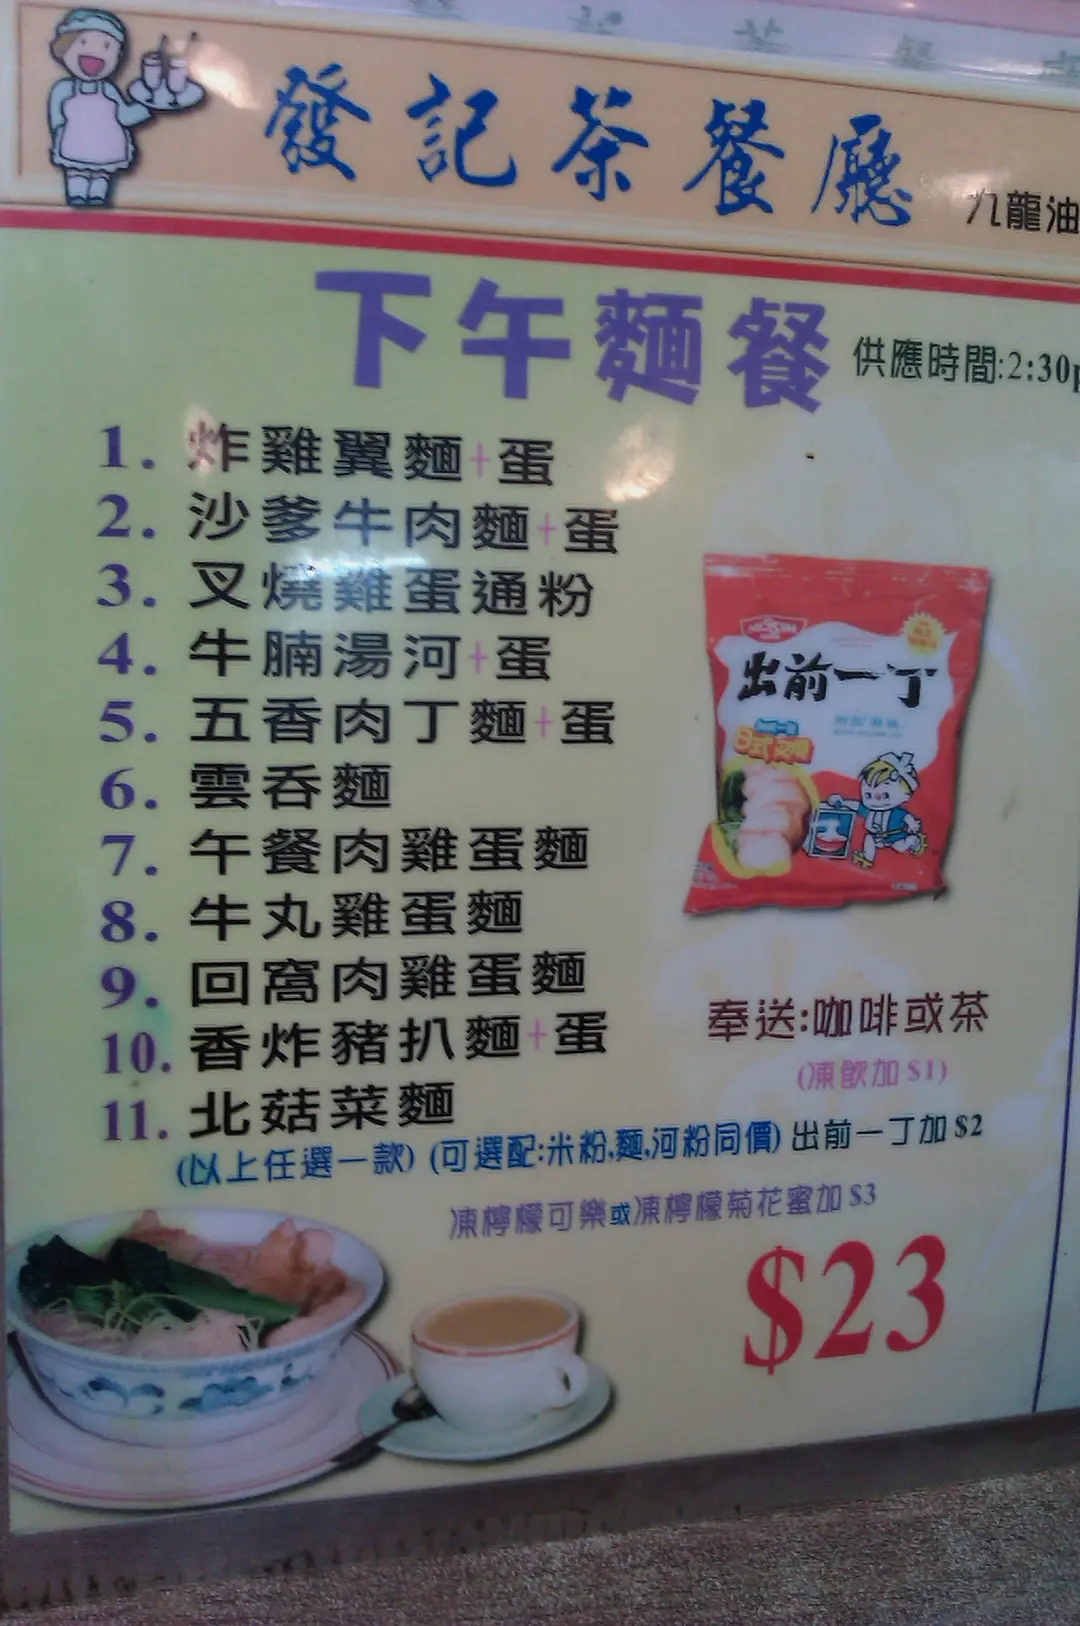 發記茶餐廳
九龍油
下午麵餐
供應時間:2:30p
1. 炸雞翼麵+蛋
2. 沙爹牛肉麵+蛋
3. 叉燒雞蛋通粉
4. 牛腩湯河+蛋
5. 五香肉丁麵+蛋
6. 雲吞麵
7. 午餐肉雞蛋麵
8. 牛丸雞蛋麵
9. 回窩肉雞蛋麵
10. 香炸豬扒麵+蛋
11. 北菇菜麵
出前一丁
奉送:咖啡或茶
(凍飲加 $1)
(以上任選一款) (可選配:米粉,麵,河粉同價) 出前一丁加 $2
凍檸檬可樂或凍檸檬菊花蜜加 $3
$23